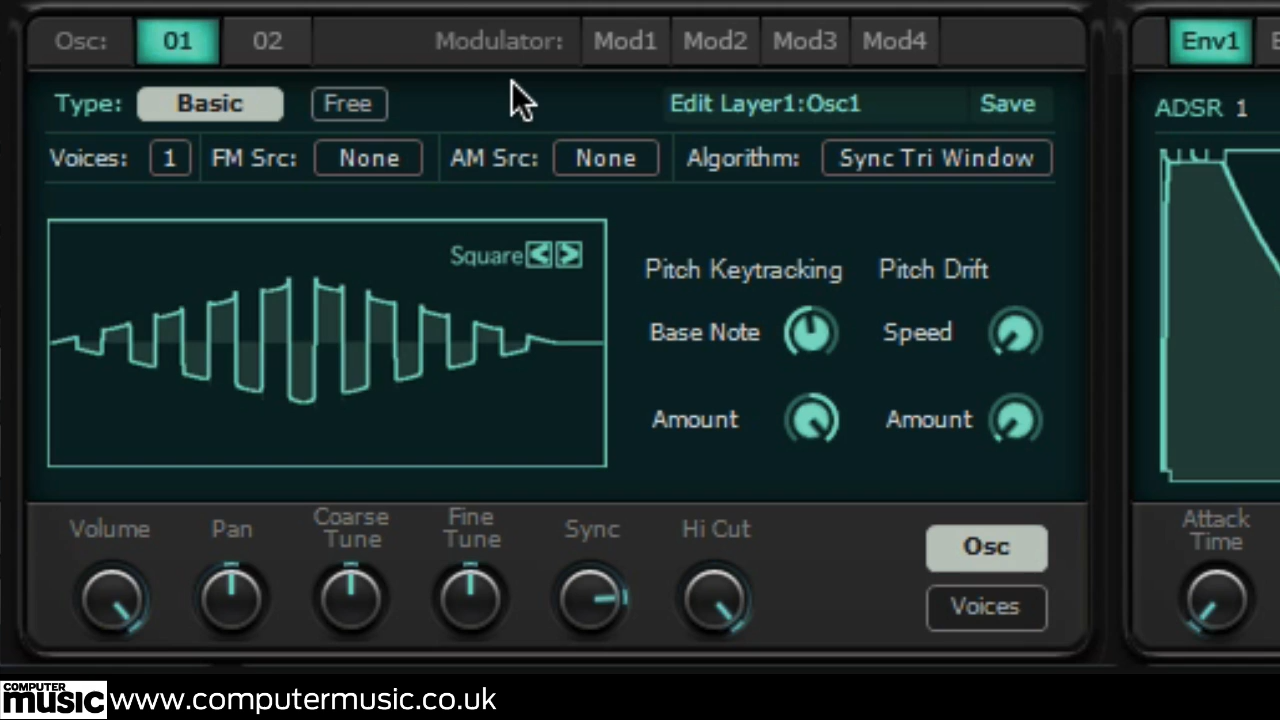 Osc: 01 02 Modulator: Mod1 Mod2 Mod3 Mod4 Env1
Type: Basic Free Edit Layer1:Osc1 Save
ADSR 1
Voices: 1 FM Src: None AM Src: None Algorithm: Sync Tri Window
Square
Pitch Keytracking Pitch Drift
Base Note Speed
Amount Amount
Volume Pan Coarse Tune Fine Tune Sync Hi Cut
Attack Time
Osc
Voices
COMPUTER
music www.computermusic.co.uk